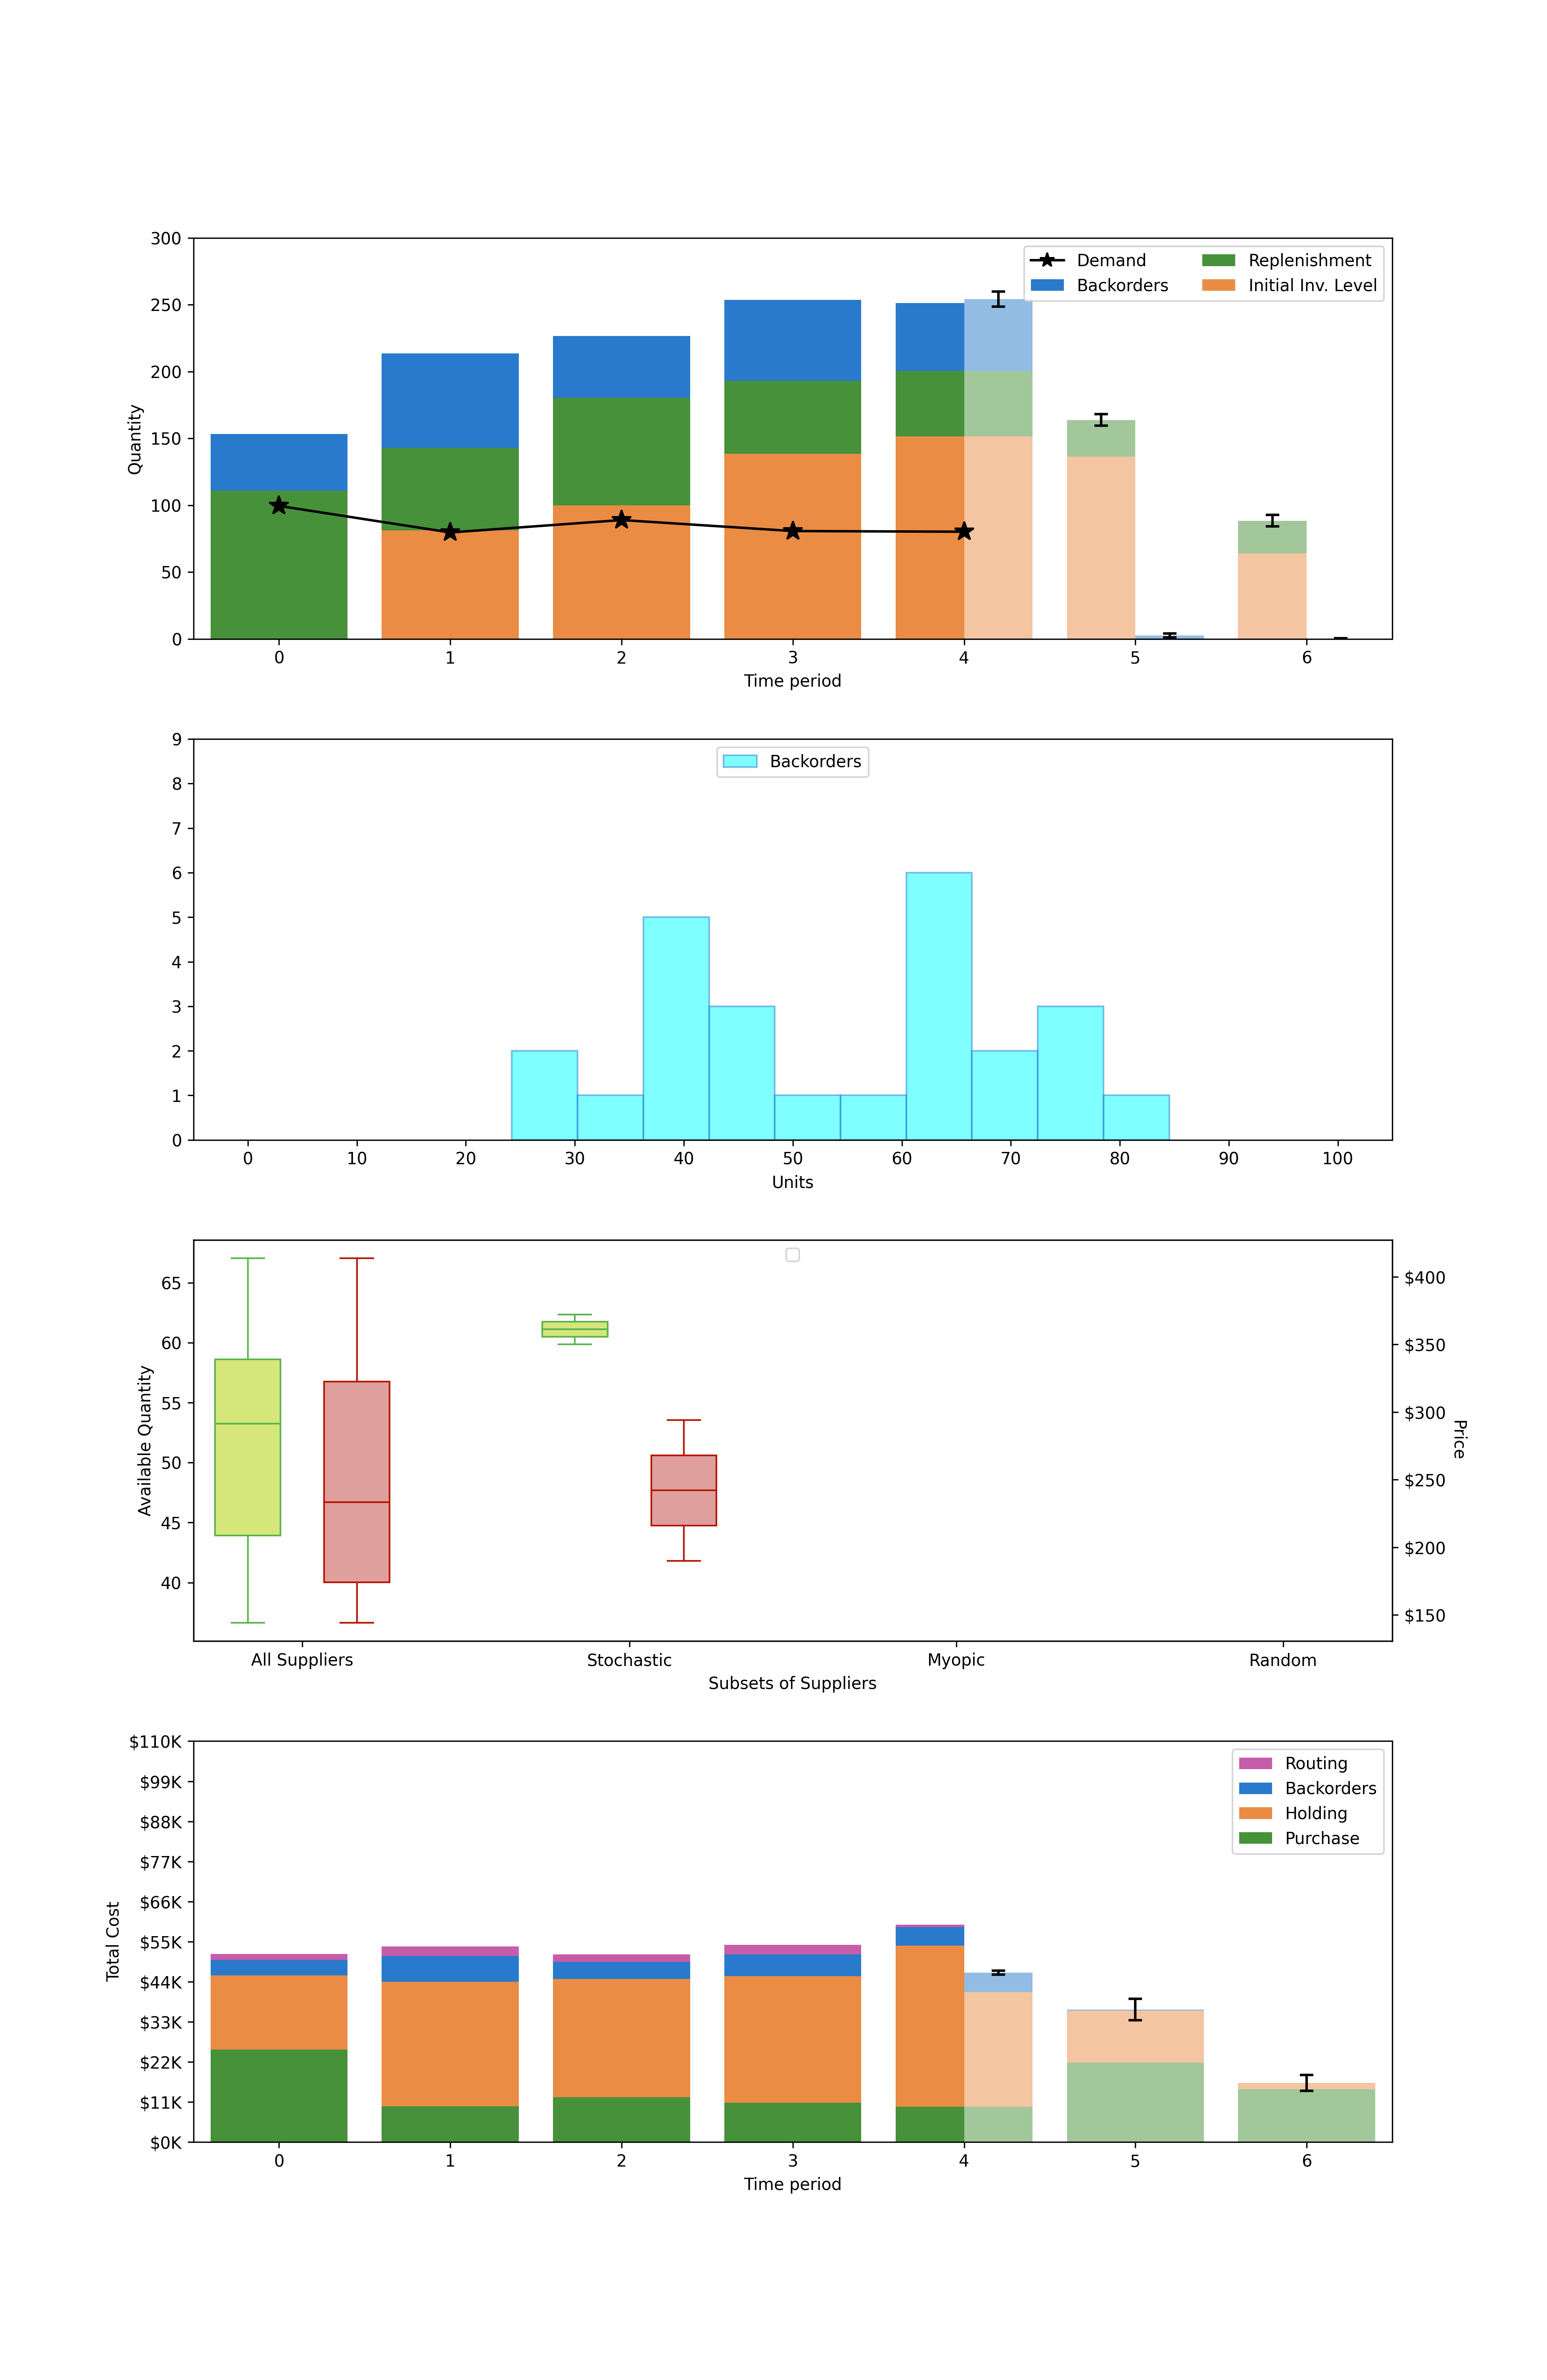 300
250
200
150
100
50
0
Quantity
Demand
Backorders
Replenishment
Initial Inv. Level
0 1 2 3 4 5 6
Time period
9
8
7
6
5
4
3
2
1
0
Backorders
0 10 20 30 40 50 60 70 80 90 100
Units
65
60
55
50
45
40
Available Quantity
$400
$350
$300
$250
$200
$150
Price
All Suppliers Stochastic Myopic Random
Subsets of Suppliers
$110K
$99K
$88K
$77K
$66K
$55K
$44K
$33K
$22K
$11K
$0K
Total Cost
Routing
Backorders
Holding
Purchase
0 1 2 3 4 5 6
Time period